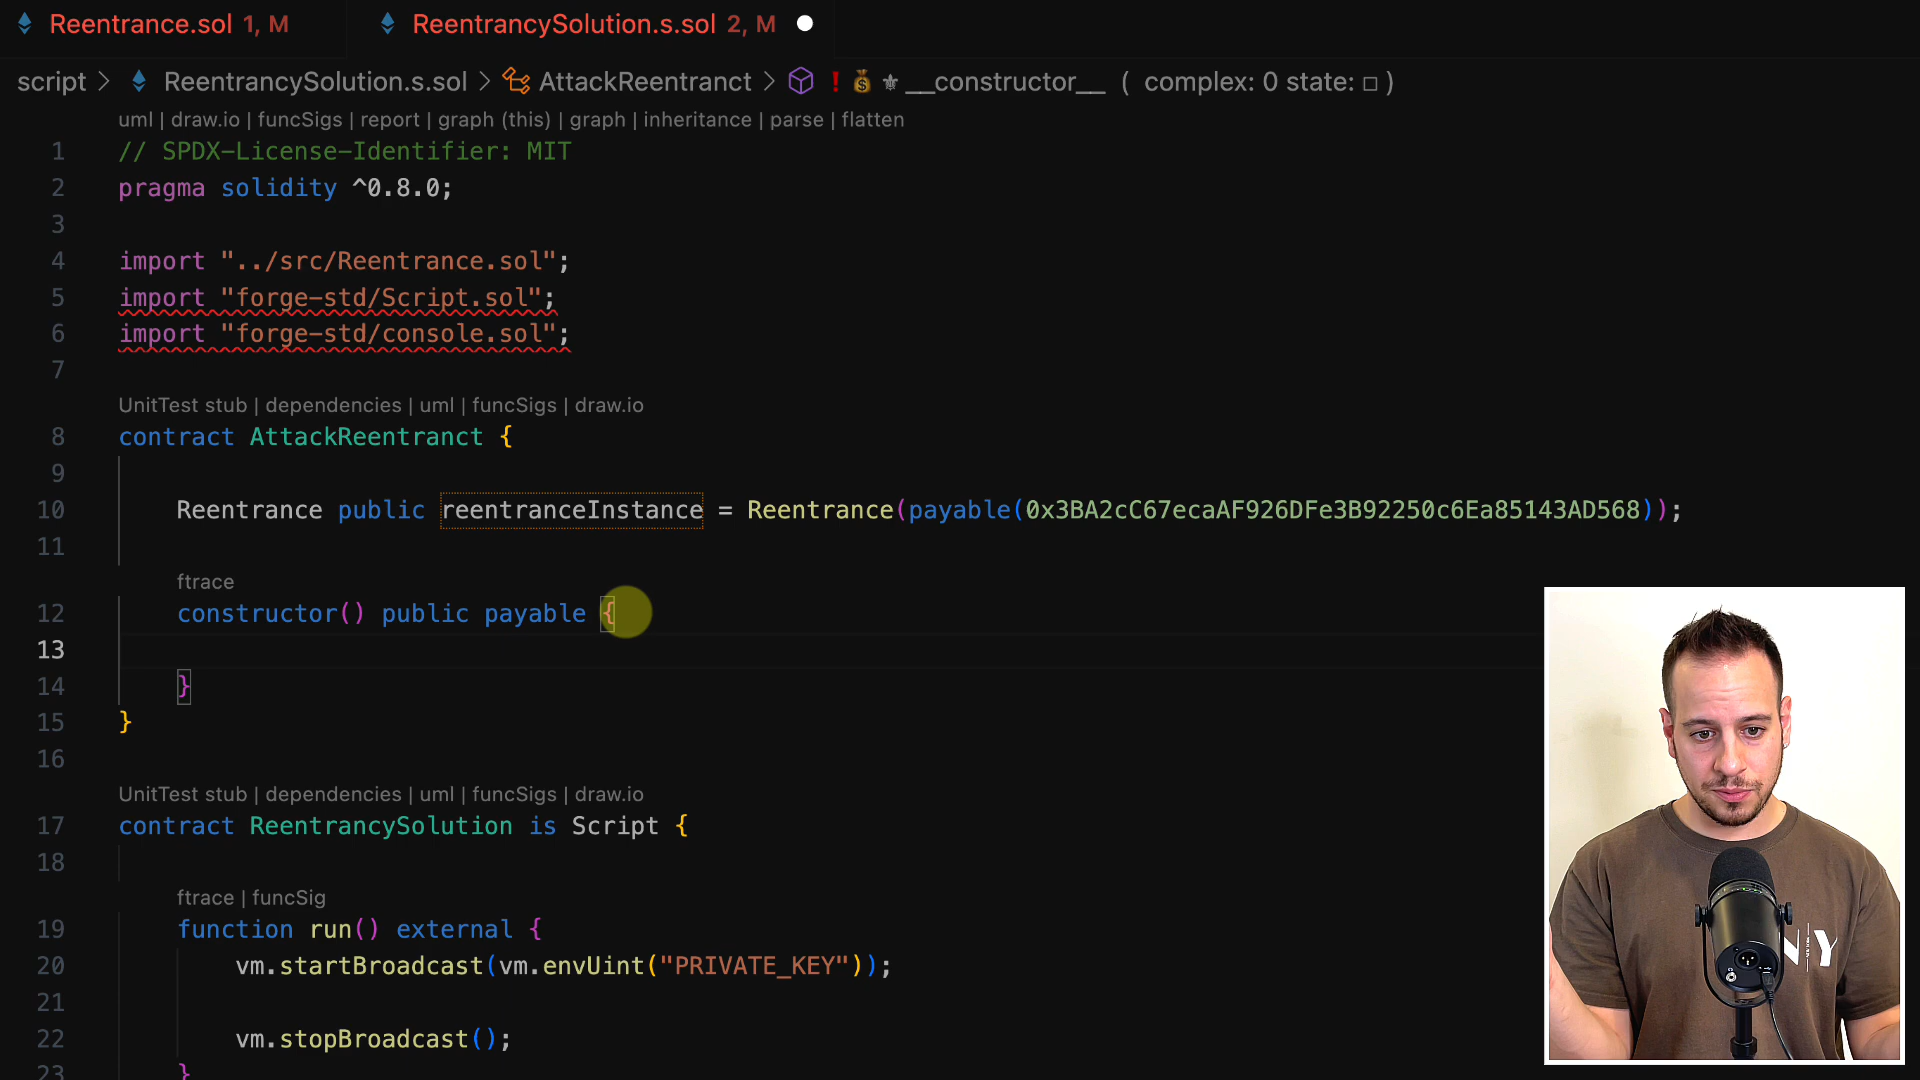 Reentrance.sol 1, M
ReentrancySolution.s.sol 2, M
script > ReentrancySolution.s.sol > AttackReentranct > ❗💰⚜ __constructor__ ( complex: 0 state: □ )
uml | draw.io | funcSigs | report | graph (this) | graph | inheritance | parse | flatten
1 // SPDX-License-Identifier: MIT
2 pragma solidity ^0.8.0;
3
4 import "../src/Reentrance.sol";
5 import "forge-std/Script.sol";
6 import "forge-std/console.sol";
7
UnitTest stub | dependencies | uml | funcSigs | draw.io
8 contract AttackReentranct {
9
10 Reentrance public reentranceInstance = Reentrance(payable(0x3BA2cC67ecaAF926DFe3B92250c6Ea85143AD568));
11
ftrace
12 constructor() public payable {
13
14 }
15 }
16
UnitTest stub | dependencies | uml | funcSigs | draw.io
17 contract ReentrancySolution is Script {
18
ftrace | funcSig
19 function run() external {
20 vm.startBroadcast(vm.envUint("PRIVATE_KEY"));
21
22 vm.stopBroadcast();
23 }